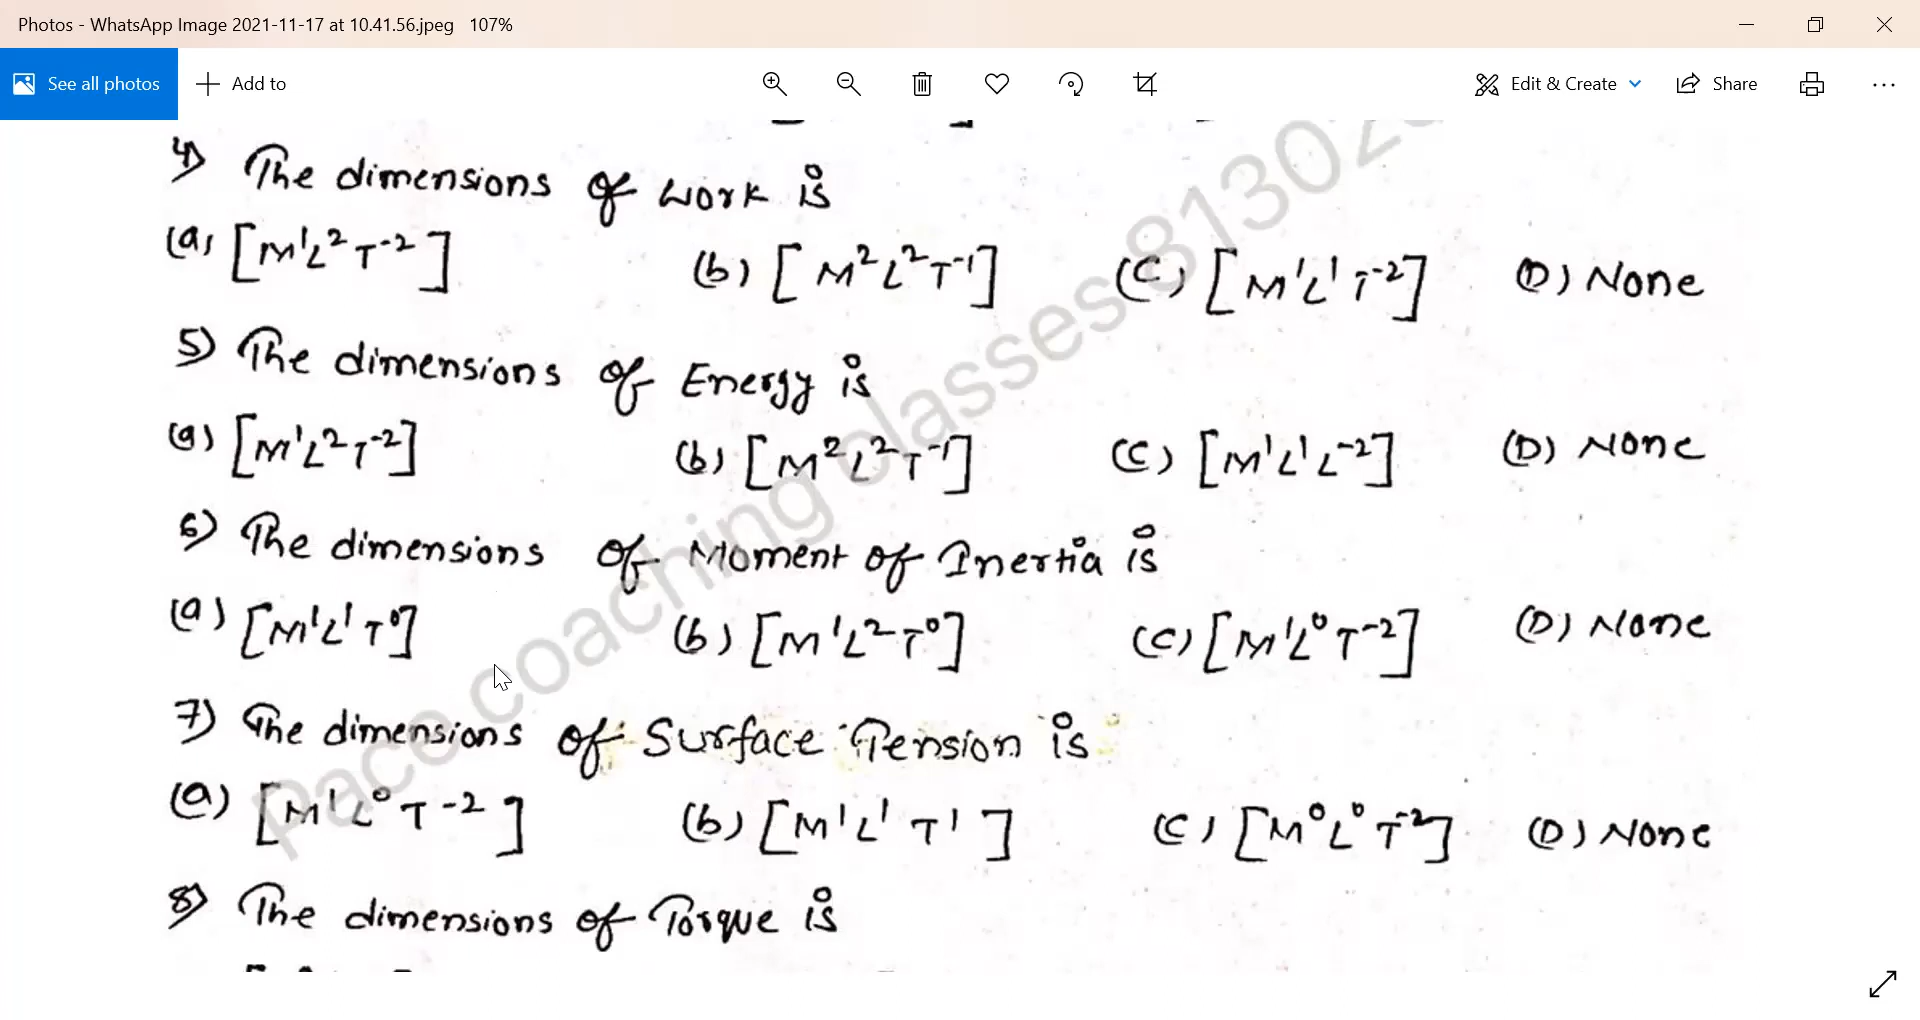 Photos - WhatsApp Image 2021-11-17 at 10.41.56.jpeg 107%
See all photos
Add to
Edit & Create
Share
4) The dimensions of work is
(a) [M¹L²T⁻²] (b) [M²L²T⁻¹] (C) [M¹L¹T⁻²] (D) None
5) The dimensions of Energy is
(a) [M¹L²T⁻²] (b) [M²L²T⁻¹] (C) [M¹L¹L⁻²] (D) None
6) The dimensions of Moment of Inertia is
(a) [M¹L¹T⁰] (b) [M¹L²T⁰] (C) [M¹L⁰T⁻²] (D) None
7) The dimensions of Surface Tension is
(a) [M¹L⁰T⁻²] (b) [M¹L¹T¹] (C) [M⁰L⁰T⁻²] (D) None
8) The dimensions of Torque is
Pace coaching classes 8130